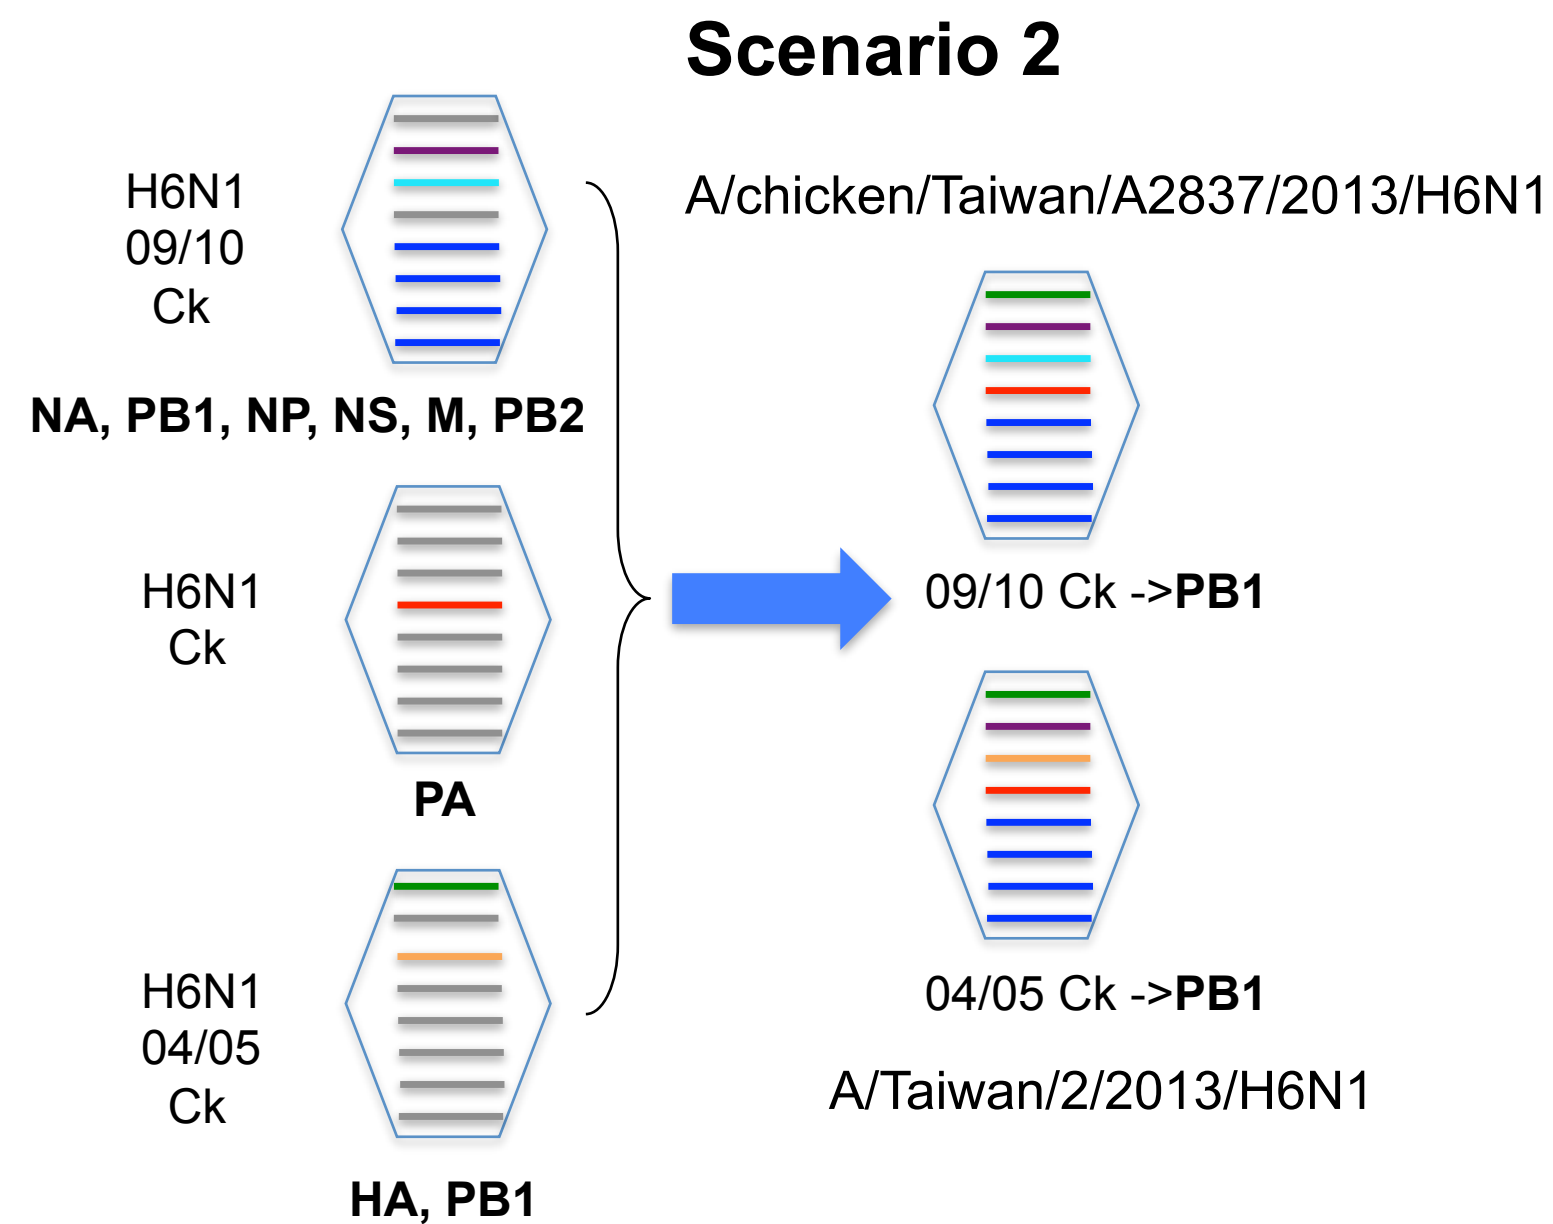 Scenario 2
H6N1
09/10
Ck
NA, PB1, NP, NS, M, PB2
H6N1
Ck
PA
H6N1
04/05
Ck
HA, PB1
A/chicken/Taiwan/A2837/2013/H6N1
09/10 Ck ->PB1
04/05 Ck ->PB1
A/Taiwan/2/2013/H6N1